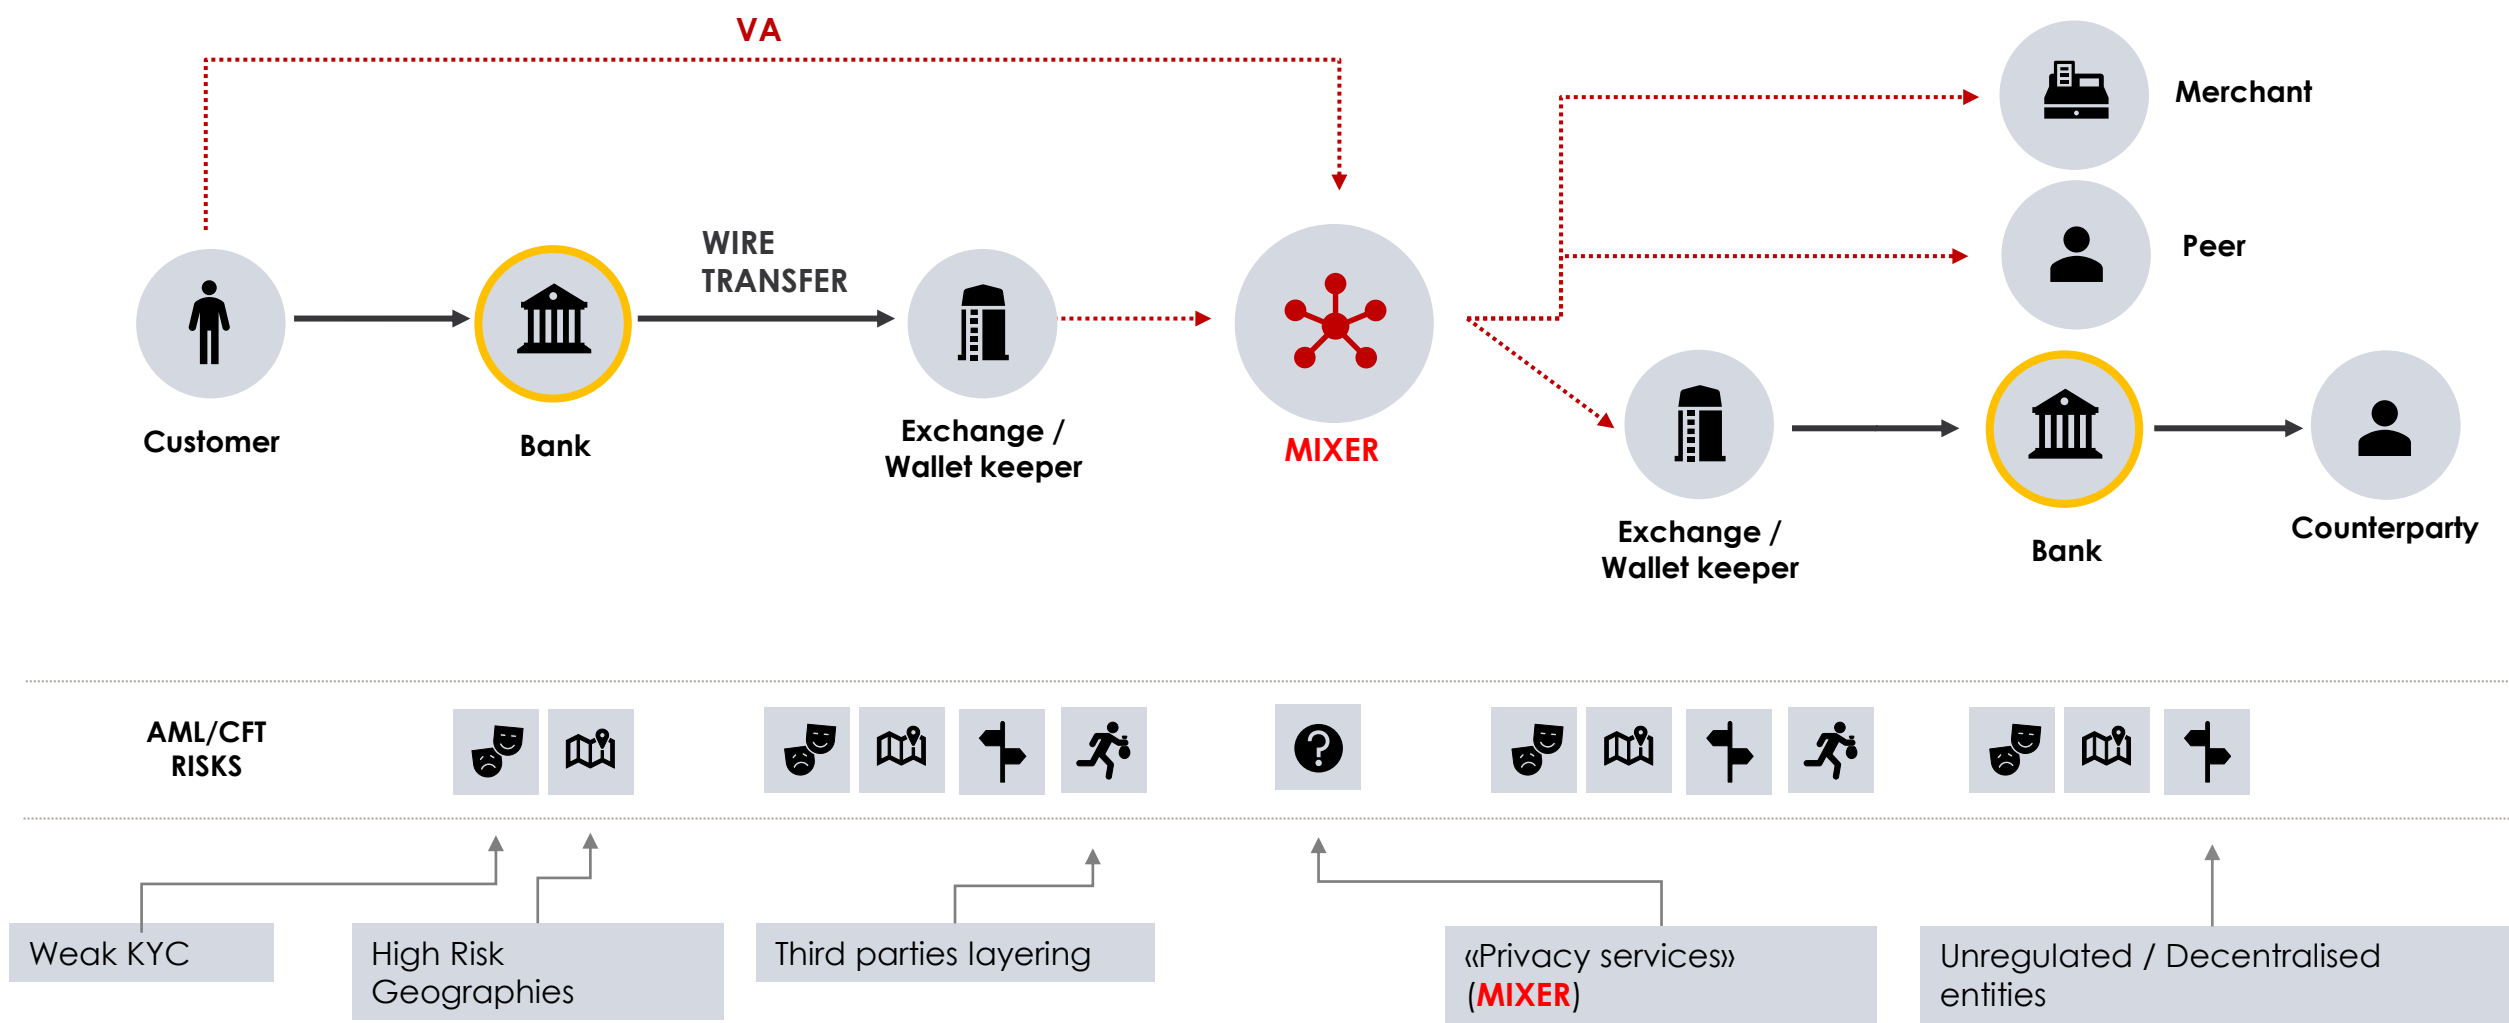 VA
Merchant
Peer
WIRE
TRANSFER
Customer
Bank
Exchange /
Wallet keeper
MIXER
Exchange /
Wallet keeper
Bank
Counterparty
AML/CFT
RISKS
Weak KYC
High Risk
Geographies
Third parties layering
«Privacy services»
(MIXER)
Unregulated / Decentralised
entities